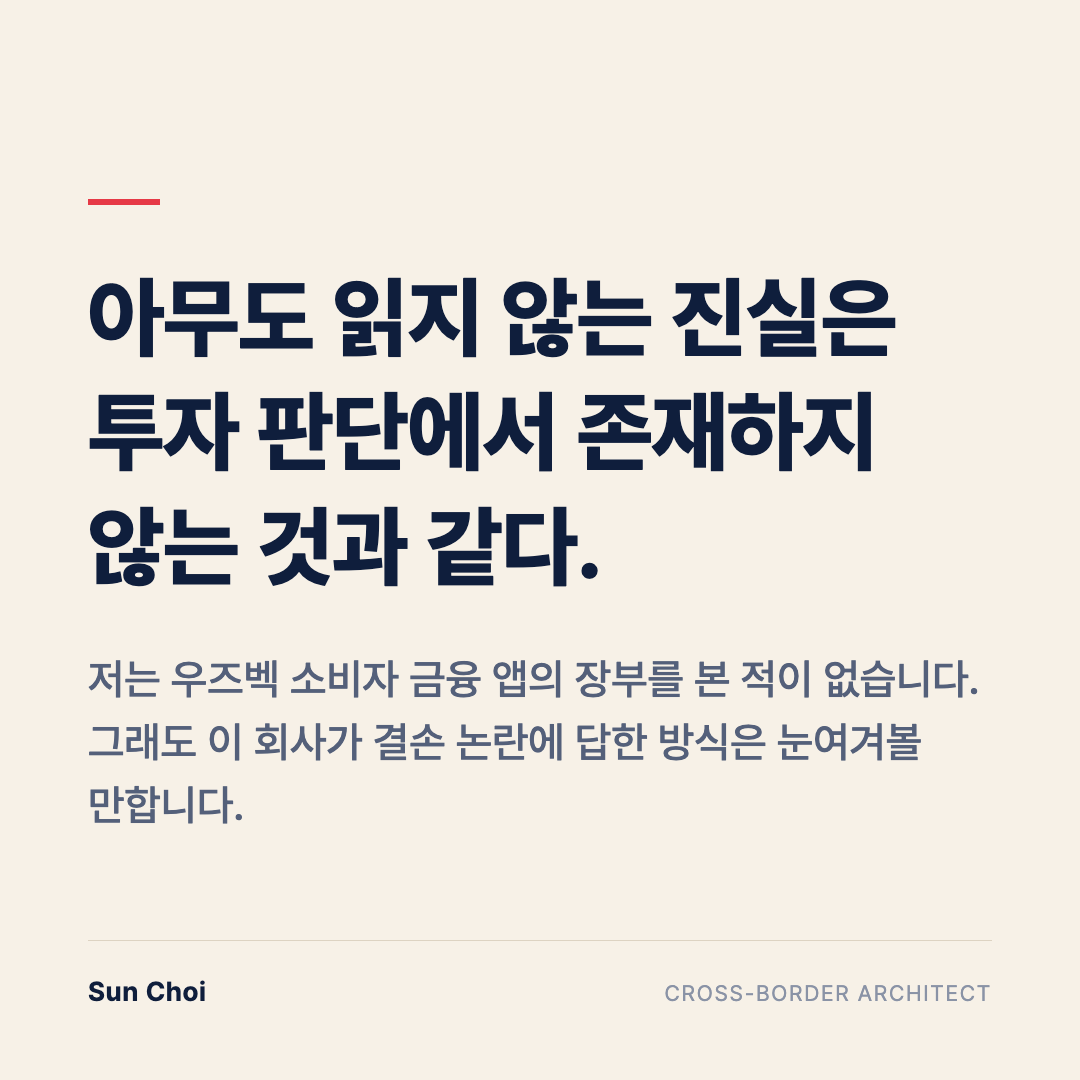 아무도 읽지 않는 진실은
투자 판단에서 존재하지
않는 것과 같다.
저는 우즈벡 소비자 금융 앱의 장부를 본 적이 없습니다.
그래도 이 회사가 결손 논란에 답한 방식은 눈여겨볼
만합니다.
Sun Choi
CROSS-BORDER ARCHITECT